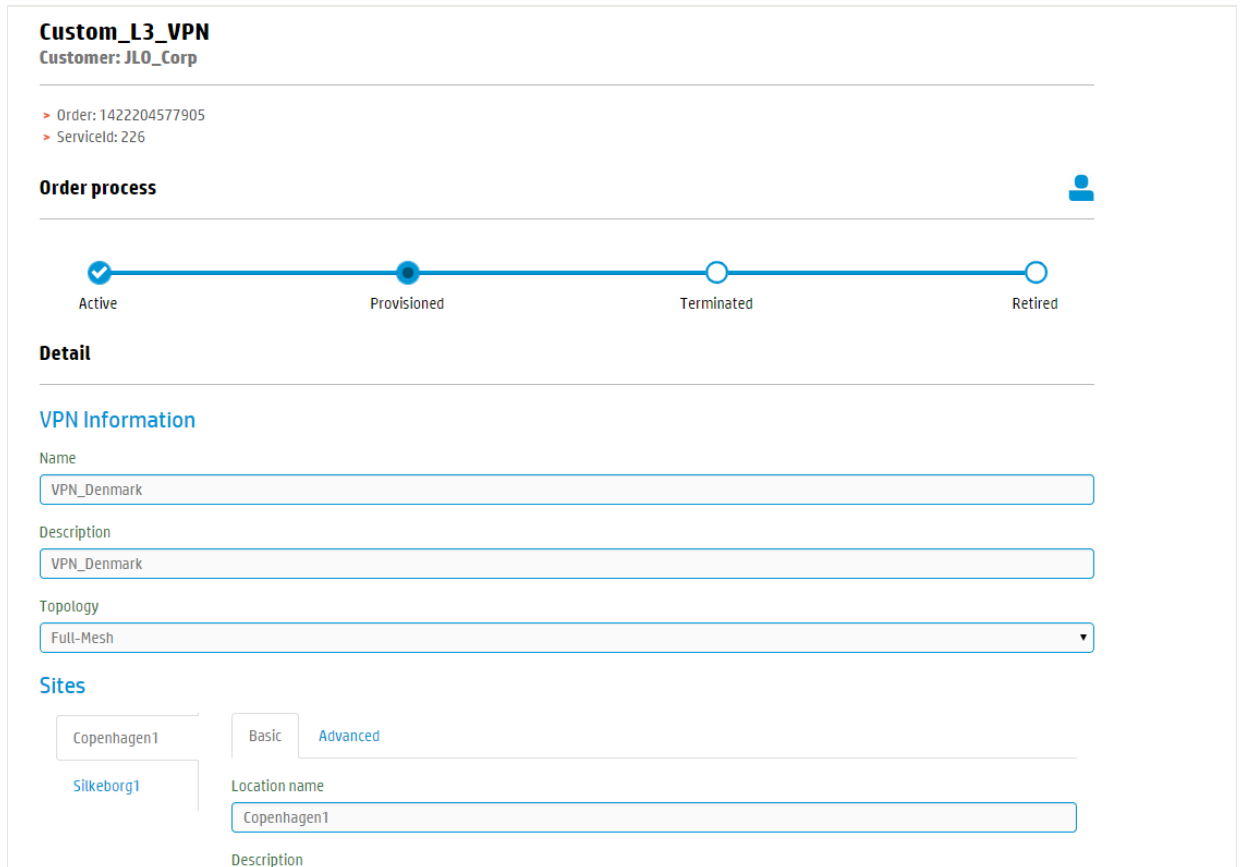 Custom_L3_VPN
Customer: JLO_Corp
> Order: 1422204577905
> ServiceId: 226
Order process
Active Provisioned Terminated Retired
Detail
VPN Information
Name
VPN_Denmark
Description
VPN_Denmark
Topology
Full-Mesh
Sites
Copenhagen1 Basic Advanced
Silkeborg1
Location name
Copenhagen1
Description